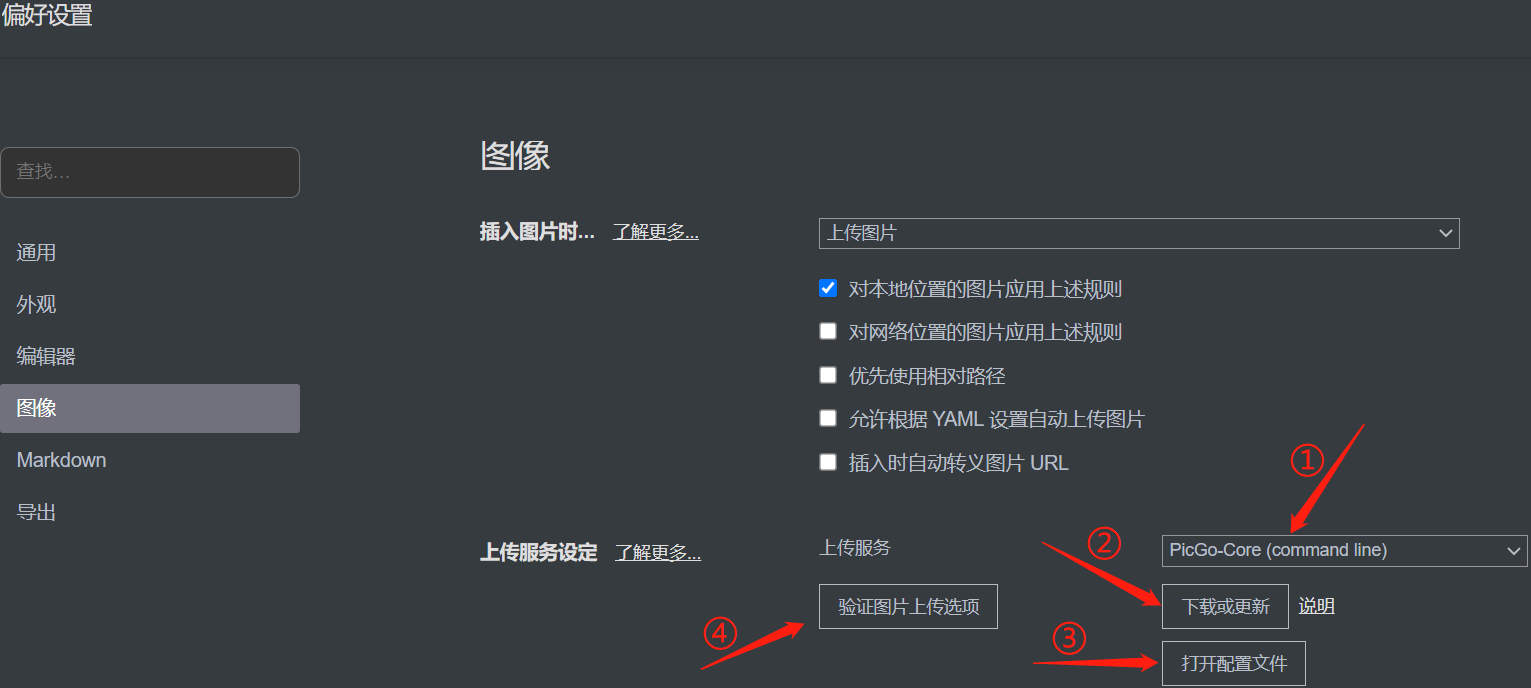 偏好设置
查找...
通用
外观
编辑器
图像
Markdown
导出
图像
插入图片时... 了解更多... 上传图片
对本地位置的图片应用上述规则
对网络位置的图片应用上述规则
优先使用相对路径
允许根据 YAML 设置自动上传图片
插入时自动转义图片 URL
①
上传服务设定 了解更多... 上传服务 ② PicGo-Core (command line)
④ 验证图片上传选项 下载或更新 说明
③ 打开配置文件